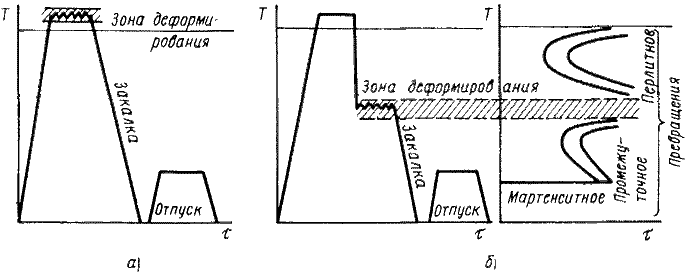 T
Зона деформи-
рования
Закалка
Отпуск
τ
а)
T
Зона деформирования
Закалка
Отпуск
τ
б)
T
Перлитное
Промежу-
точное
Превращения
Мартенситное
τ